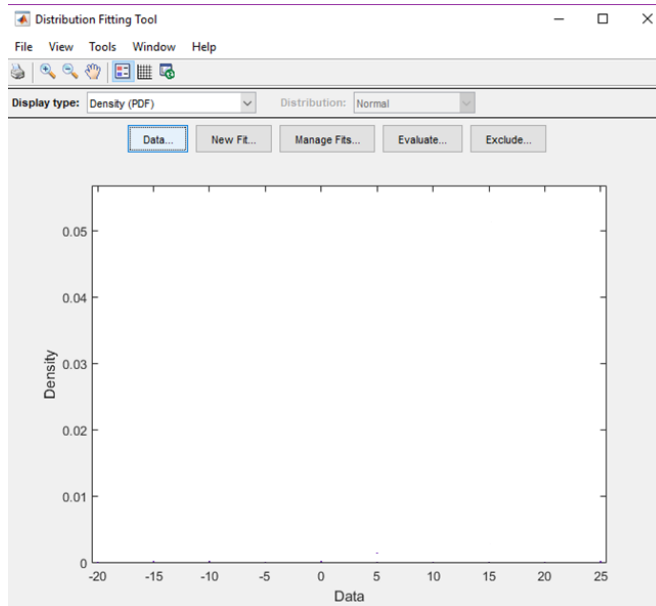 Distribution Fitting Tool
File View Tools Window Help
Display type: Density (PDF) Distribution: Normal
Data... New Fit... Manage Fits... Evaluate... Exclude...
0.05
0.04
0.03
0.02
0.01
0
Density
-20 -15 -10 -5 0 5 10 15 20 25
Data